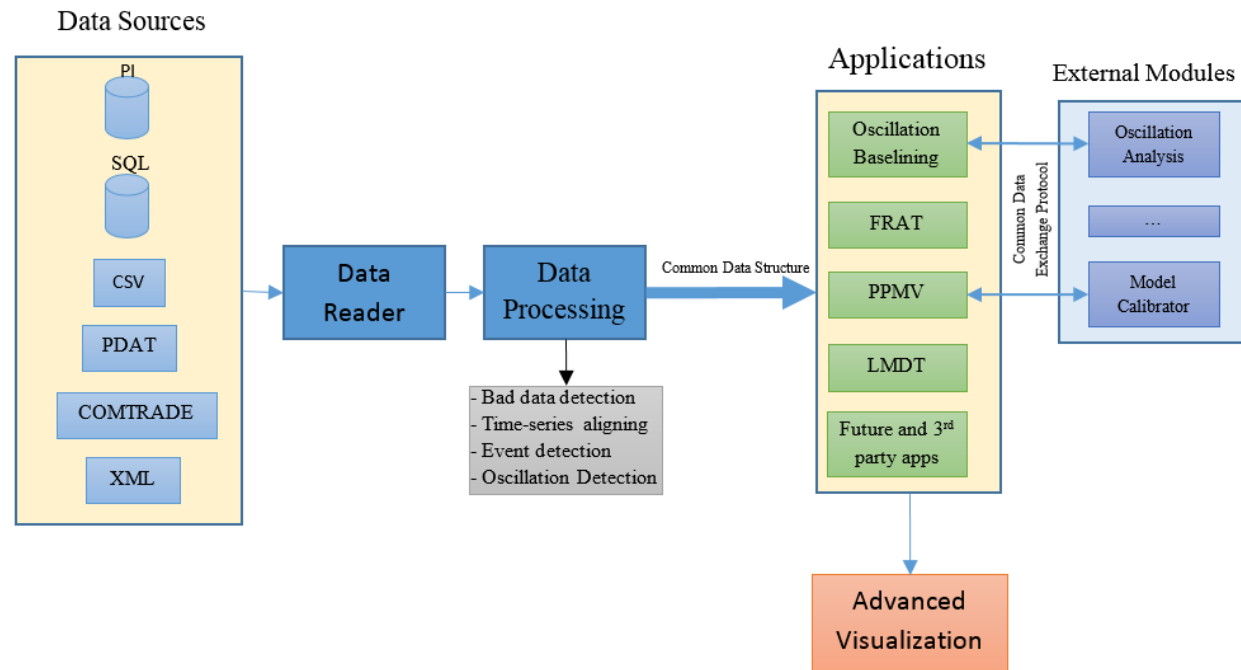 Data Sources
PI
SQL
CSV
PDAT
COMTRADE
XML
Data
Reader
Data
Processing
- Bad data detection
- Time-series aligning
- Event detection
- Oscillation Detection
Common Data Structure
Applications
Oscillation
Baselining
FRAT
PPMV
LMDT
Future and 3rd
party apps
Common Data
Exchange Protocol
External Modules
Oscillation
Analysis
...
Model
Calibrator
Advanced
Visualization